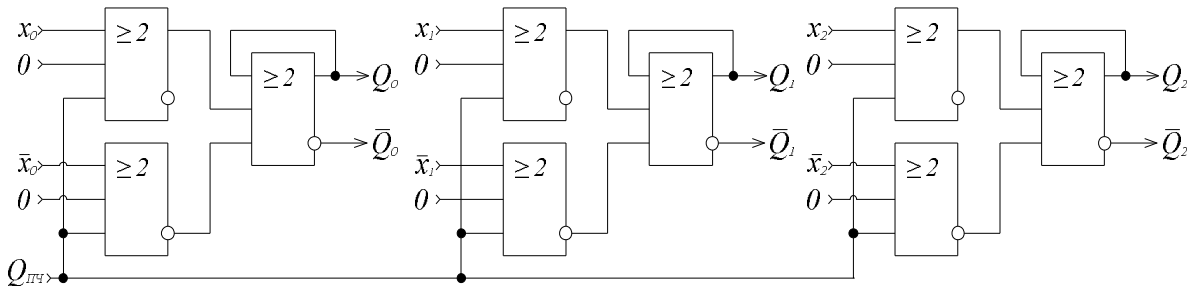 x₀ ≥2 x₁ ≥2 x₂ ≥2
0 ≥2 Q₀ 0 ≥2 Q₁ 0 ≥2 Q₂
x̄₀ ≥2 Q̄₀ x̄₁ ≥2 Q̄₁ x̄₂ ≥2 Q̄₂
0 0 0
Q_ПЧ